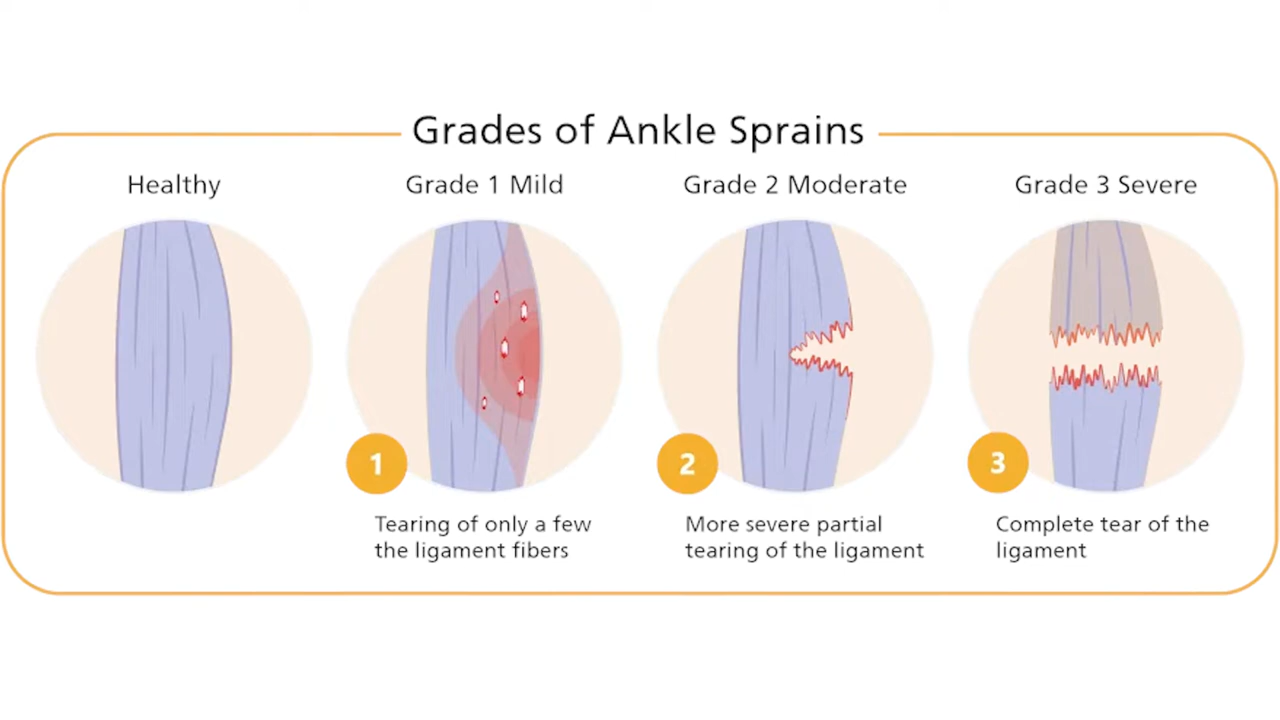 Grades of Ankle Sprains
Healthy
Grade 1 Mild
Grade 2 Moderate
Grade 3 Severe
1
2
3
Tearing of only a few
the ligament fibers
More severe partial
tearing of the ligament
Complete tear of the
ligament